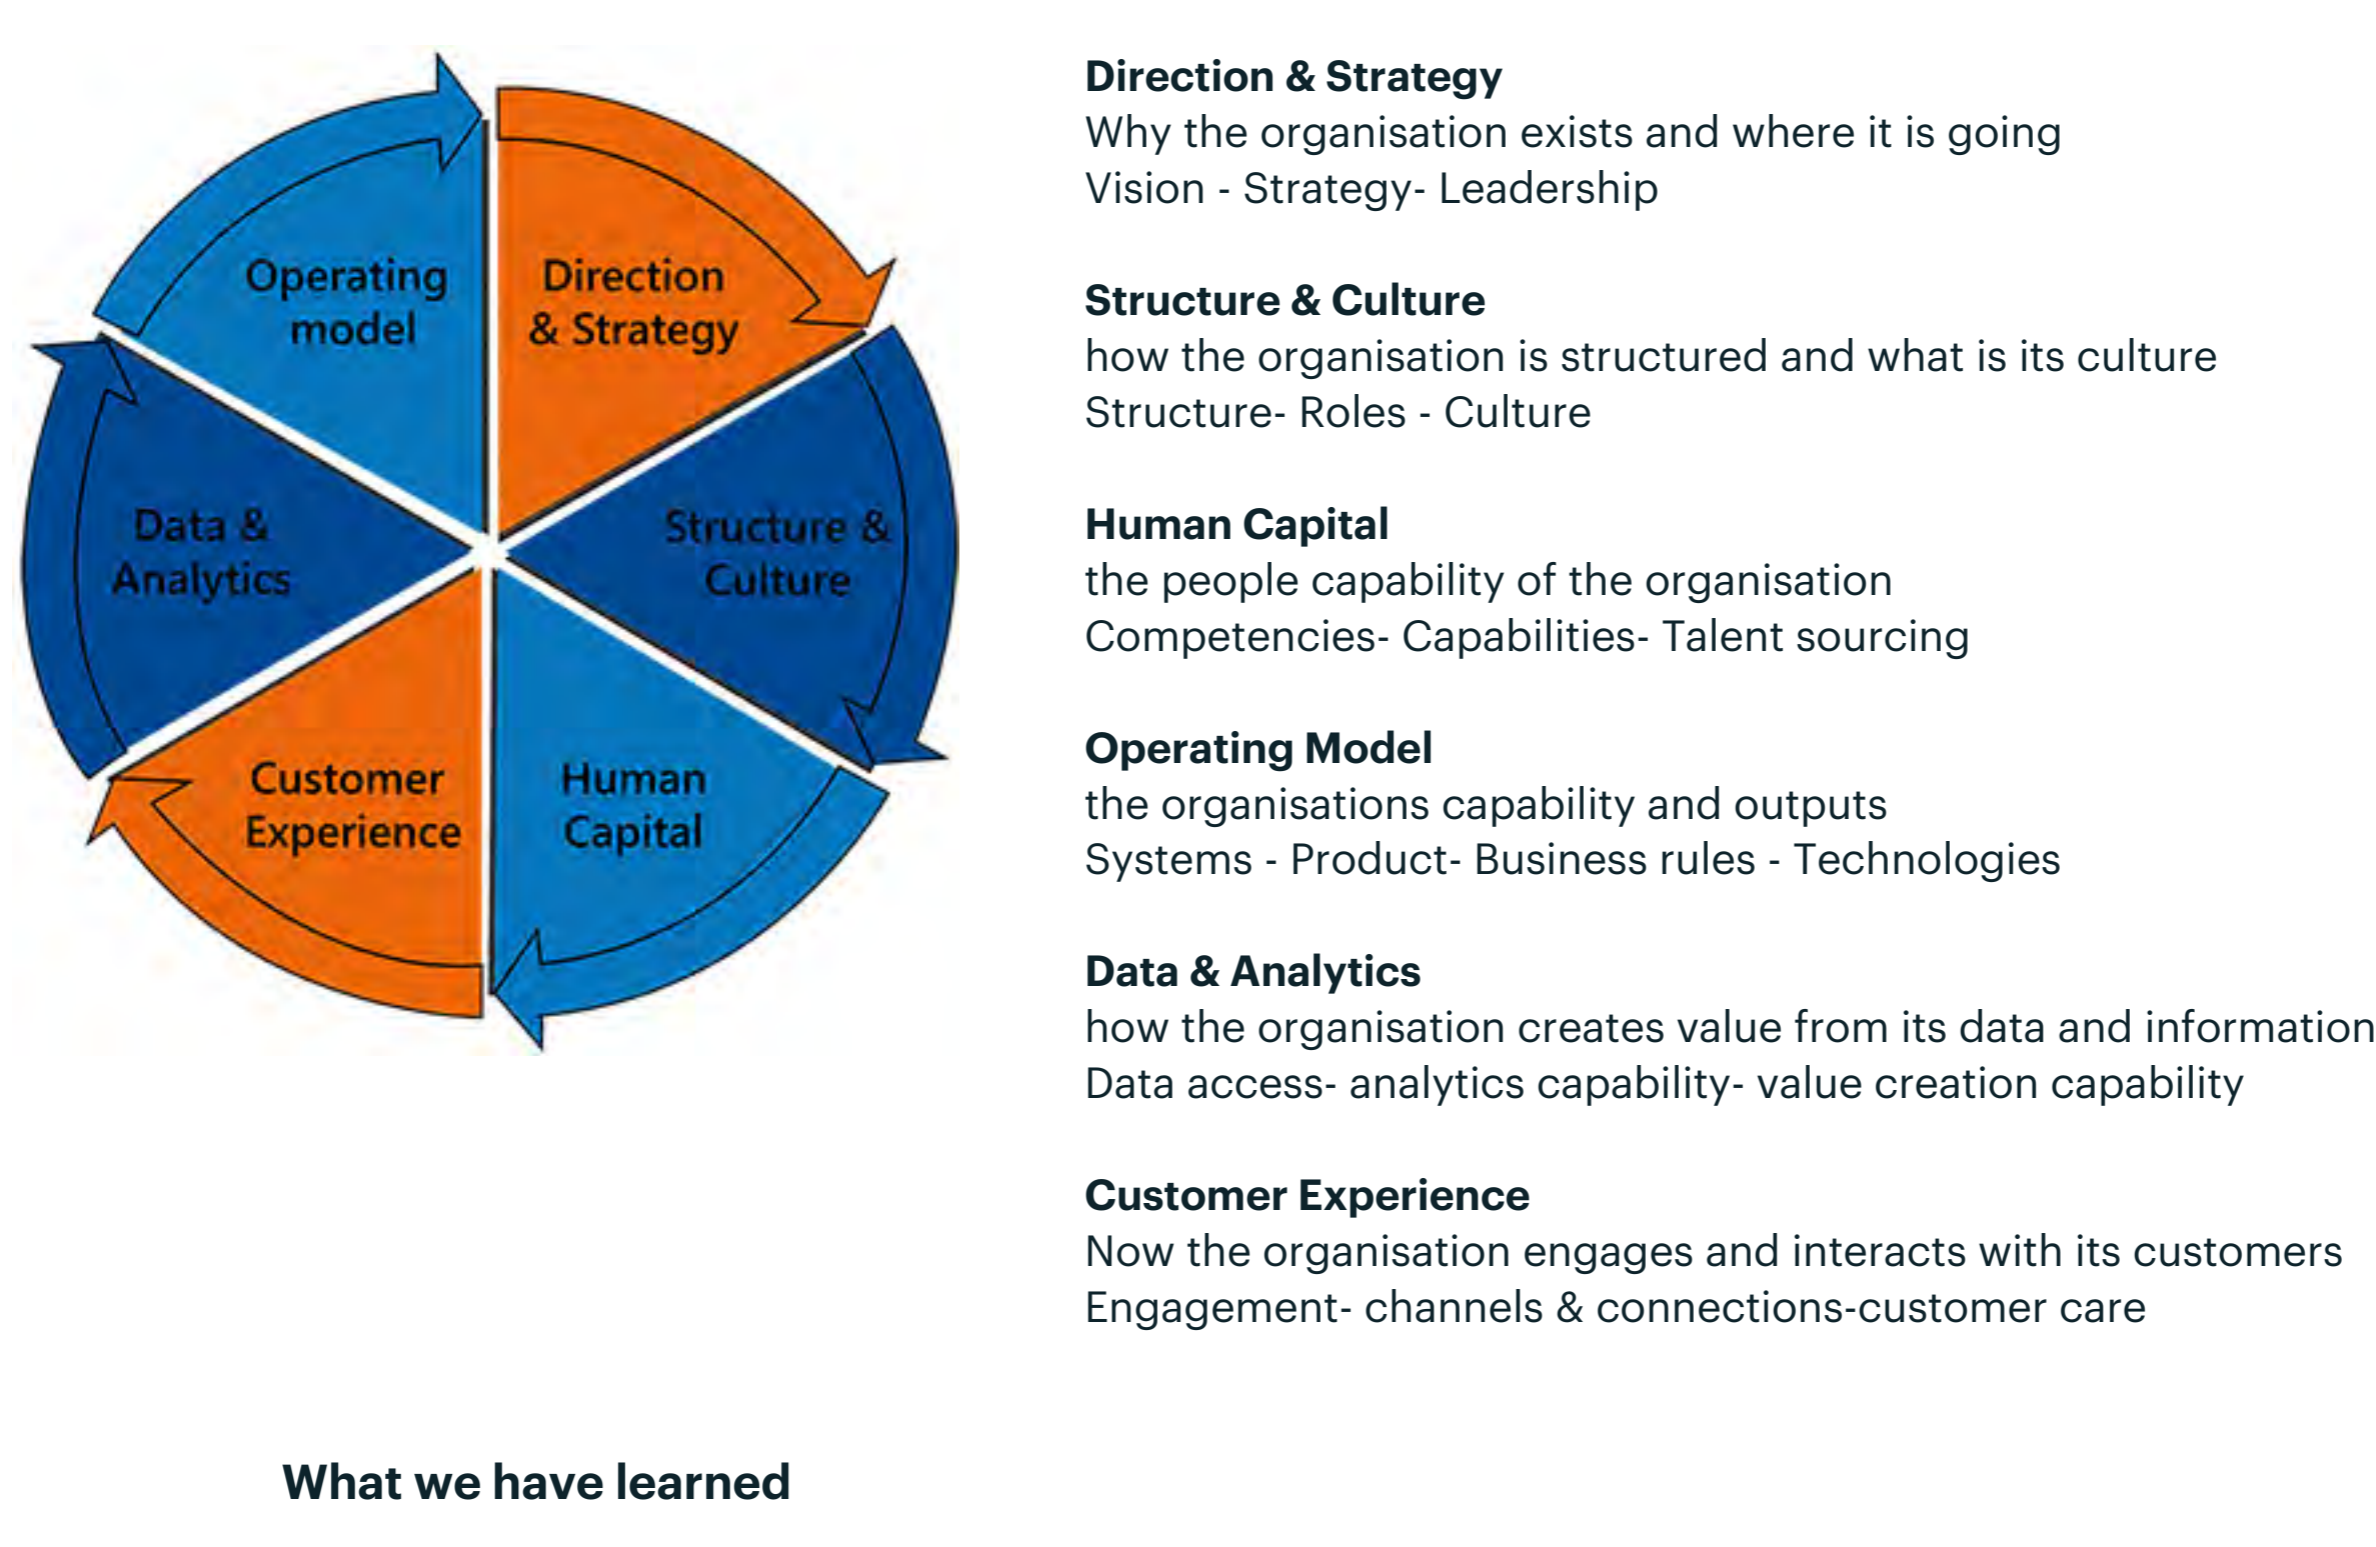 Operating
model
Direction
& Strategy
Data &
Analytics
Structure &
Culture
Customer
Experience
Human
Capital
Direction & Strategy
Why the organisation exists and where it is going
Vision - Strategy- Leadership
Structure & Culture
how the organisation is structured and what is its culture
Structure- Roles - Culture
Human Capital
the people capability of the organisation
Competencies- Capabilities- Talent sourcing
Operating Model
the organisations capability and outputs
Systems - Product- Business rules - Technologies
Data & Analytics
how the organisation creates value from its data and information
Data access- analytics capability- value creation capability
Customer Experience
Now the organisation engages and interacts with its customers
Engagement- channels & connections-customer care
What we have learned